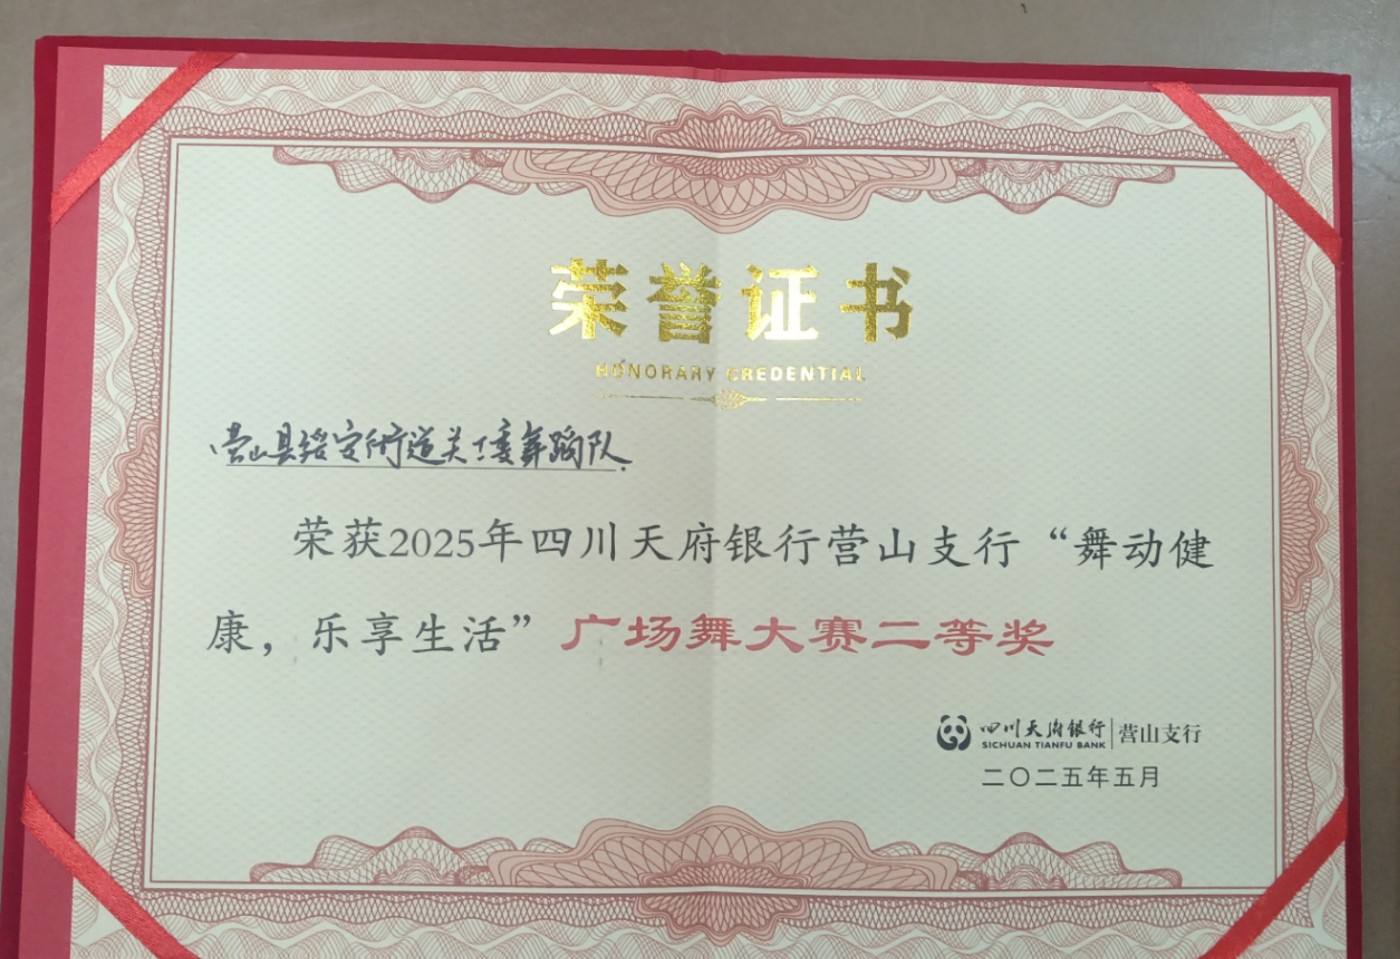 荣誉证书
HONORARY CREDENTIAL
营山县绥安街道关工委舞蹈队
荣获2025年四川天府银行营山支行“舞动健
康，乐享生活”广场舞大赛二等奖
四川天府银行 营山支行
SICHUAN TIANFU BANK
二〇二五年五月